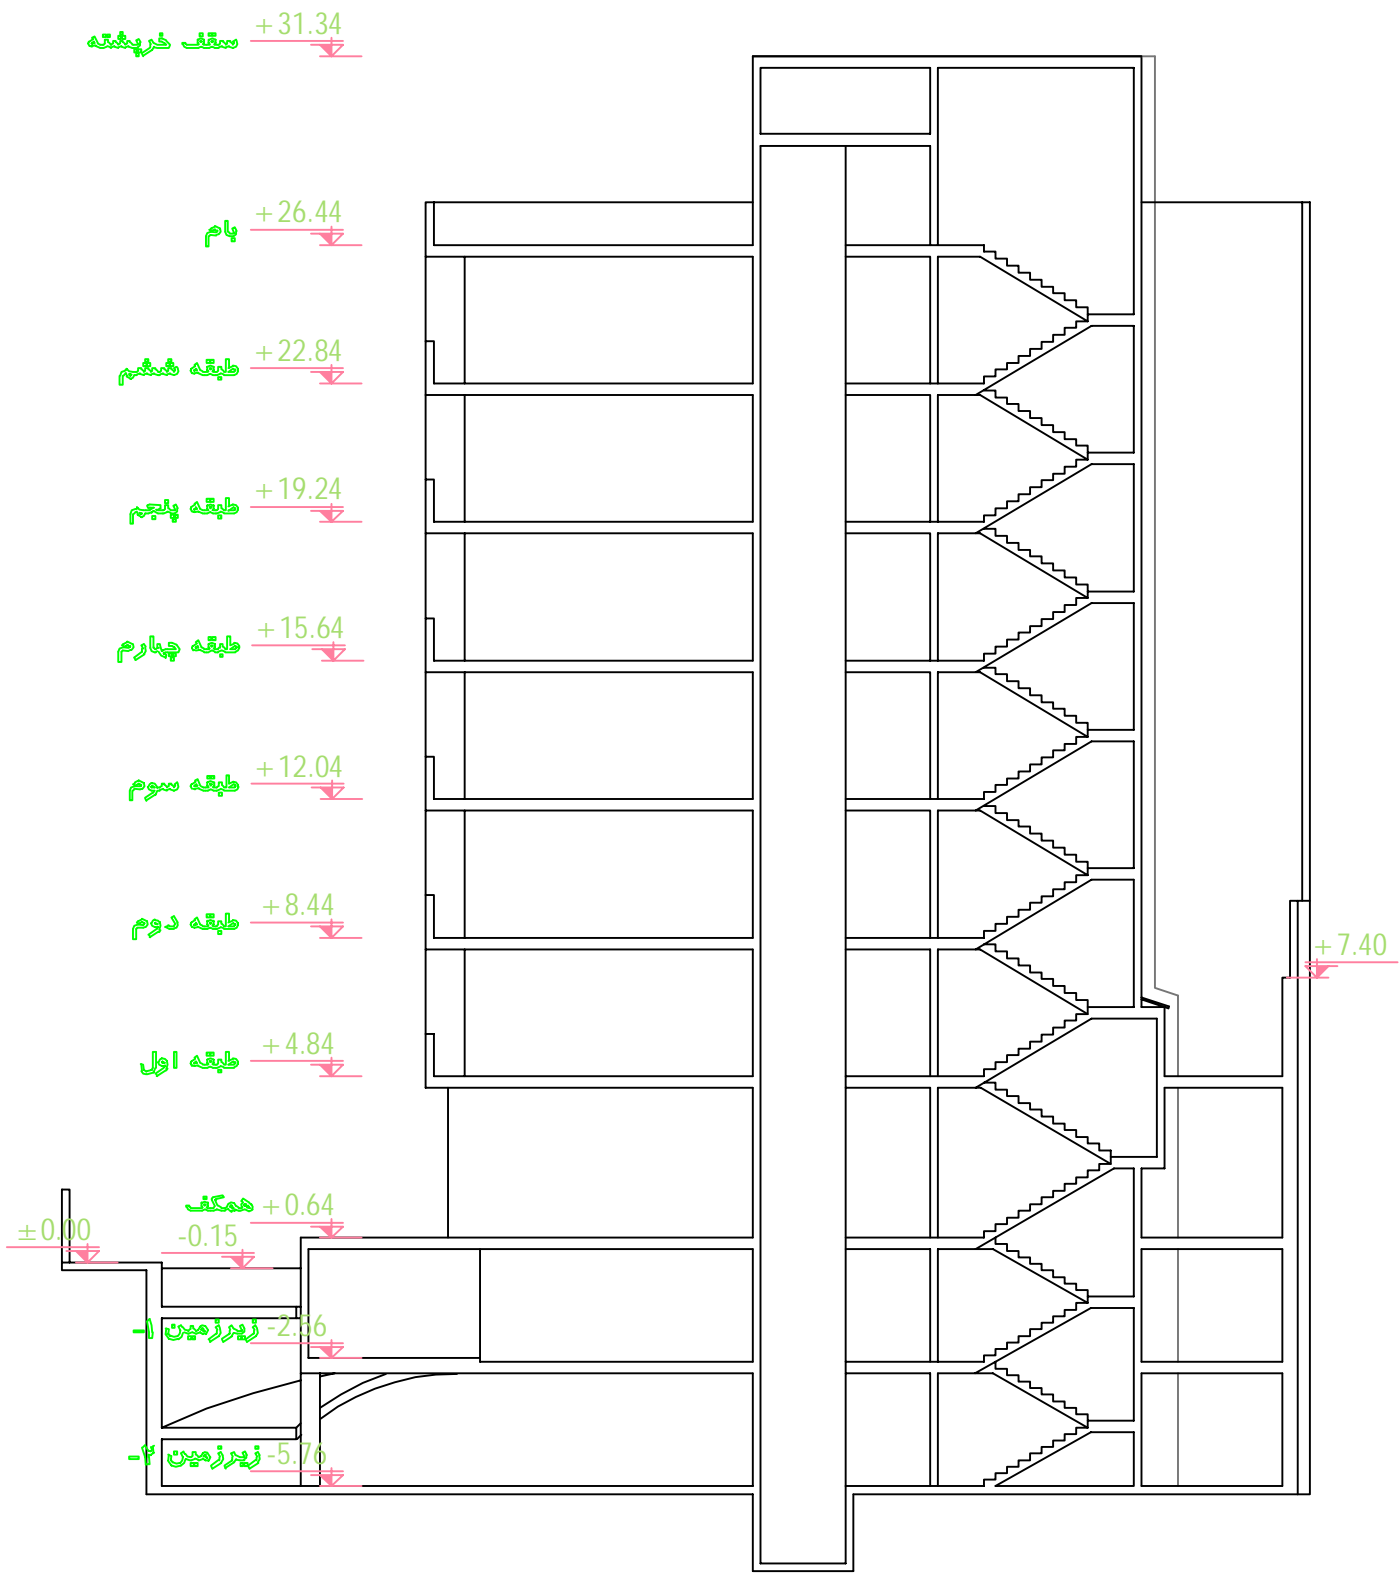 سقف خرپشته +31.34
بام +26.44
طبقه ششم +22.84
طبقه پنجم +19.24
طبقه چهارم +15.64
طبقه سوم +12.04
طبقه دوم +8.44
+7.40
طبقه اول +4.84
همکف +0.64
±0.00
-0.15
زیرزمین ۱- -2.56
زیرزمین ۲- -5.76